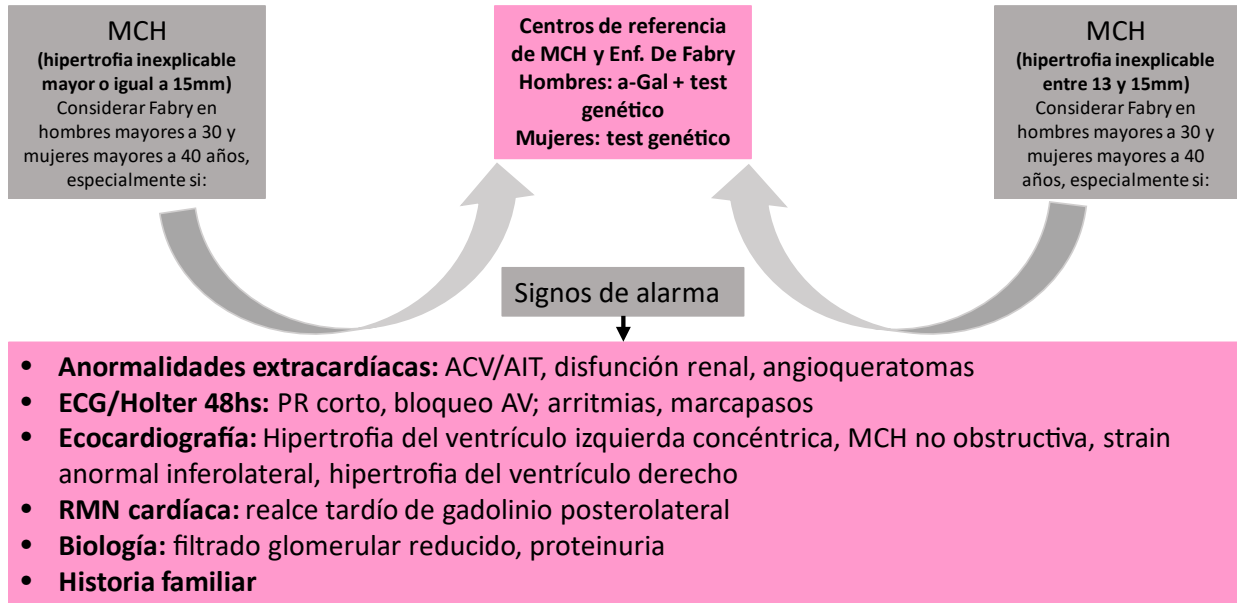 MCH
(hipertrofia inexplicable
mayor o igual a 15mm)
Considerar Fabry en
hombres mayores a 30 y
mujeres mayores a 40 años,
especialmente si:
Centros de referencia
de MCH y Enf. De Fabry
Hombres: a-Gal + test
genético
Mujeres: test genético
MCH
(hipertrofia inexplicable
entre 13 y 15mm)
Considerar Fabry en
hombres mayores a 30 y
mujeres mayores a 40
años, especialmente si:
Signos de alarma
• Anormalidades extracardíacas: ACV/AIT, disfunción renal, angioqueratomas
• ECG/Holter 48hs: PR corto, bloqueo AV; arritmias, marcapasos
• Ecocardiografía: Hipertrofia del ventrículo izquierda concéntrica, MCH no obstructiva, strain
anormal inferolateral, hipertrofia del ventrículo derecho
• RMN cardíaca: realce tardío de gadolinio posterolateral
• Biología: filtrado glomerular reducido, proteinuria
• Historia familiar